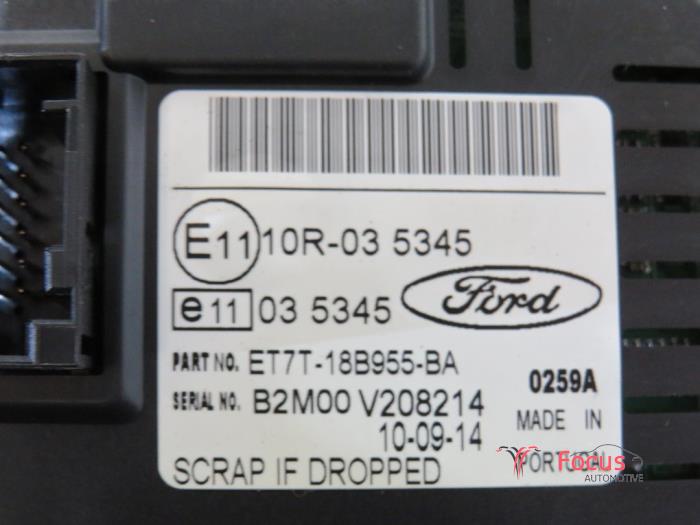 E11 10R-03 5345
e11 03 5345 Ford
PART NO. ET7T-18B955-BA
0259A
SERIAL NO. B2M00 V208214
10-09-14
MADE IN
PORTUGAL
SCRAP IF DROPPED
Focus
AUTOMOTIVE